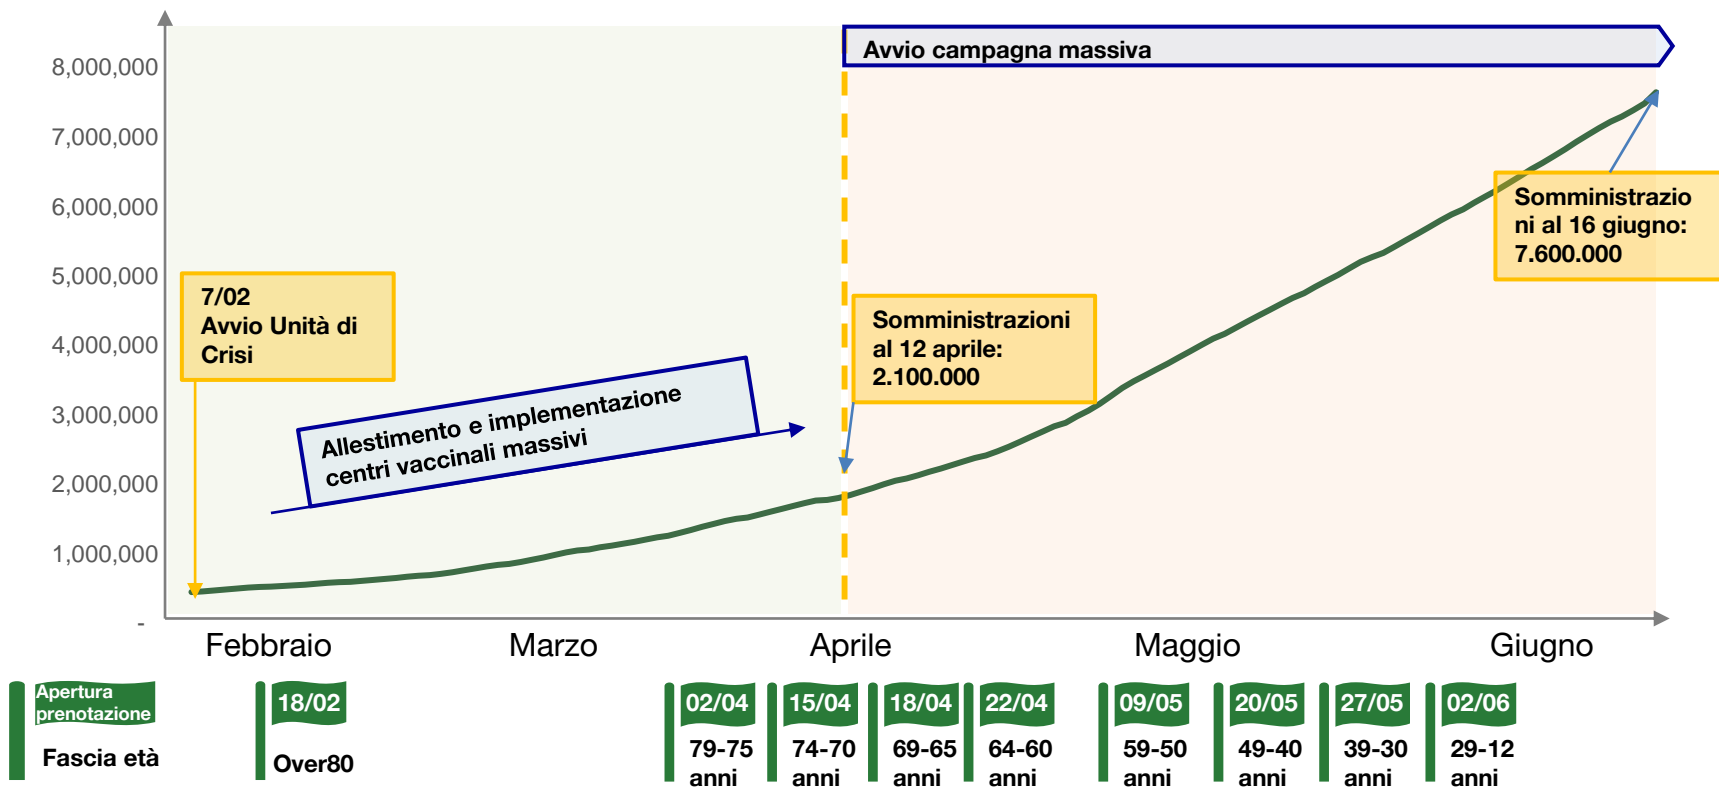 Avvio campagna massiva
8,000,000
7,000,000
6,000,000
5,000,000
4,000,000
3,000,000
2,000,000
1,000,000
-
7/02
Avvio Unità di
Crisi
Allestimento e implementazione
centri vaccinali massivi
Somministrazioni
al 12 aprile:
2.100.000
Somministrazio
ni al 16 giugno:
7.600.000
Febbraio Marzo Aprile Maggio Giugno
Apertura
prenotazione
18/02 02/04 15/04 18/04 22/04 09/05 20/05 27/05 02/06
Fascia età
Over80
79-75 74-70 69-65 64-60 59-50 49-40 39-30 29-12
anni anni anni anni anni anni anni anni